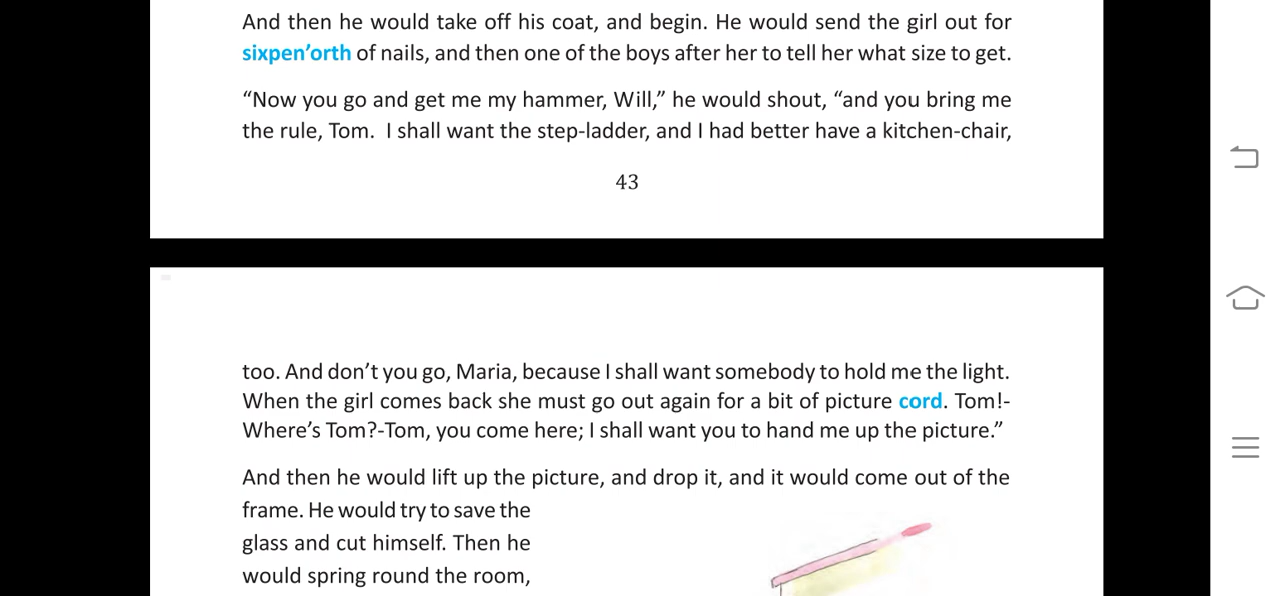 And then he would take off his coat, and begin. He would send the girl out for
sixpen’orth of nails, and then one of the boys after her to tell her what size to get.
“Now you go and get me my hammer, Will,” he would shout, “and you bring me
the rule, Tom. I shall want the step-ladder, and I had better have a kitchen-chair,
43
too. And don’t you go, Maria, because I shall want somebody to hold me the light.
When the girl comes back she must go out again for a bit of picture cord. Tom!-
Where’s Tom?-Tom, you come here; I shall want you to hand me up the picture.”
And then he would lift up the picture, and drop it, and it would come out of the
frame. He would try to save the
glass and cut himself. Then he
would spring round the room,